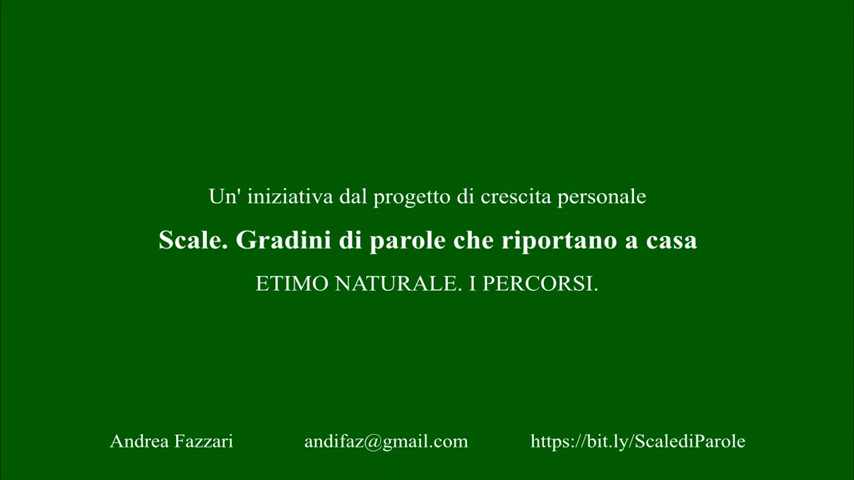 Un' iniziativa dal progetto di crescita personale
Scale. Gradini di parole che riportano a casa
ETIMO NATURALE. I PERCORSI.
Andrea Fazzari andifaz@gmail.com https://bit.ly/ScalediParole